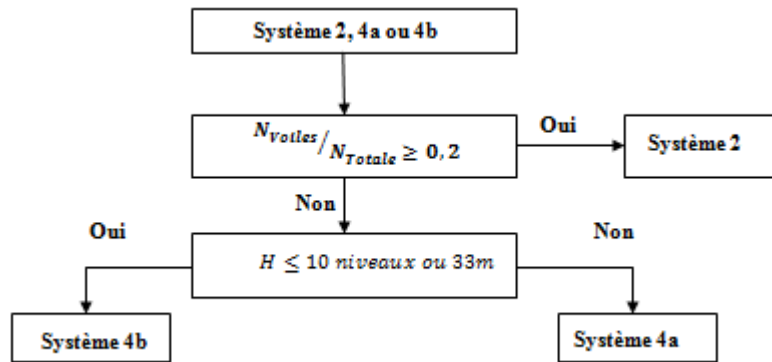 Système 2, 4a ou 4b
N_Voiles / N_Totale ≥ 0,2
Oui
Système 2
Non
Oui
Non
H ≤ 10 niveaux ou 33m
Système 4b
Système 4a